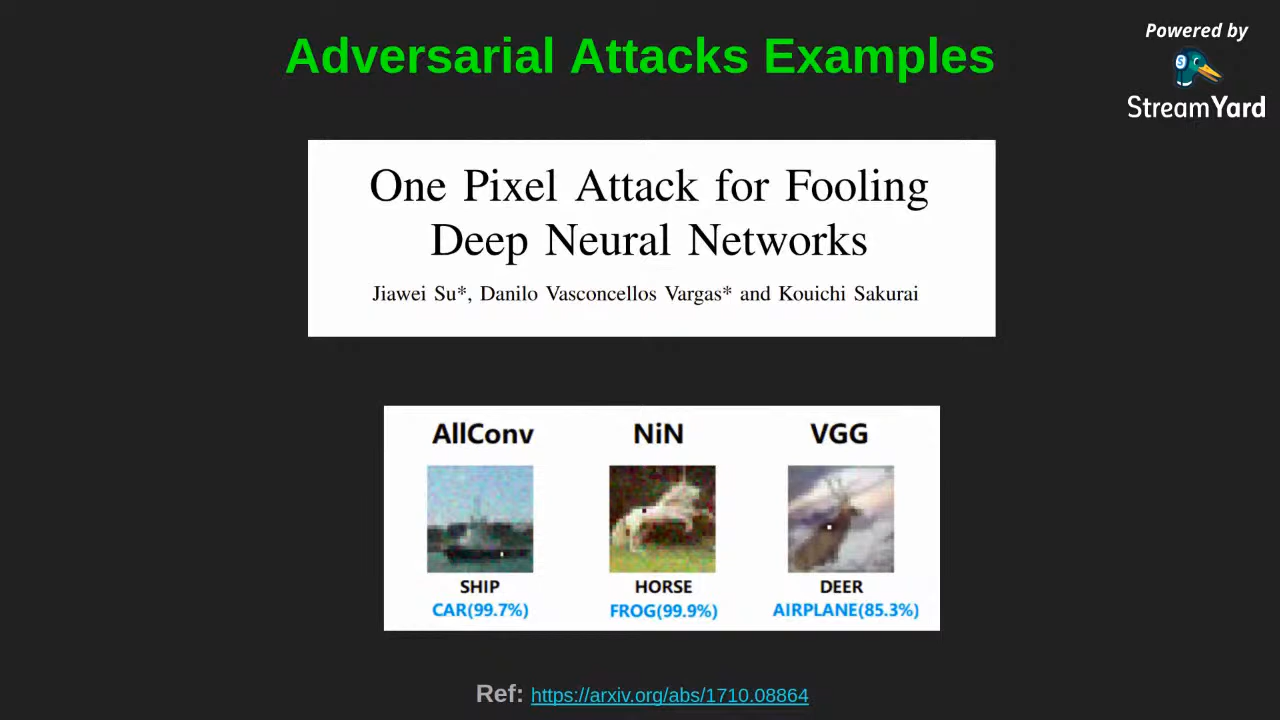 Adversarial Attacks Examples
Powered by
StreamYard
One Pixel Attack for Fooling
Deep Neural Networks
Jiawei Su*, Danilo Vasconcellos Vargas* and Kouichi Sakurai
AllConv NiN VGG
SHIP HORSE DEER
CAR(99.7%) FROG(99.9%) AIRPLANE(85.3%)
Ref: https://arxiv.org/abs/1710.08864